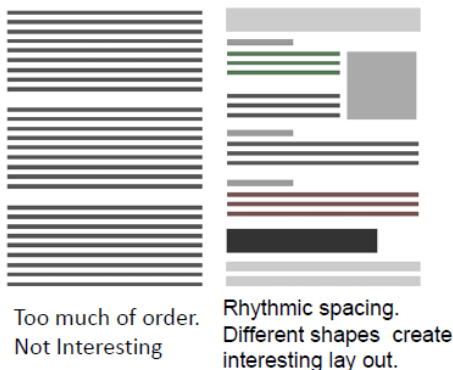 Too much of order.
Not Interesting
Rhythmic spacing.
Different shapes create
interesting lay out.